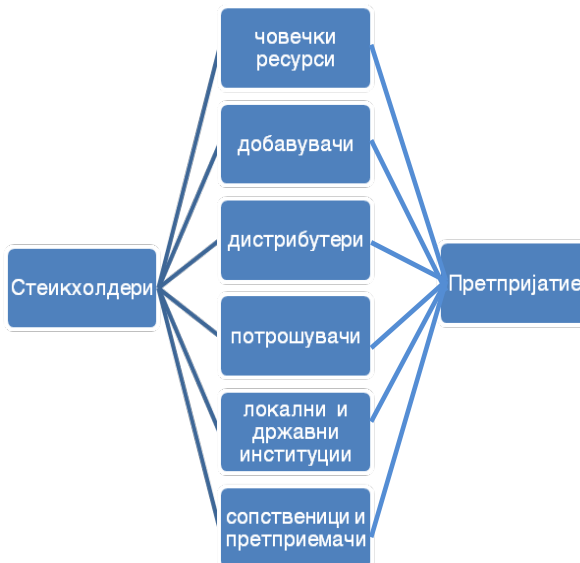 човечки
ресурси
добавувачи
дистрибутери
Стеикхолдери
Претпријатие
потрошувачи
локални и
државни
институции
сопственици и
претприемачи